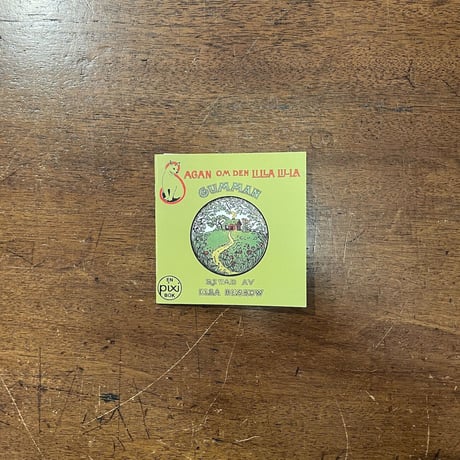 SAGAN OM DEN LILLA LILLA
GUMMAN
RITAD AV
ELSA BESKOW
EN
pixi
BOK